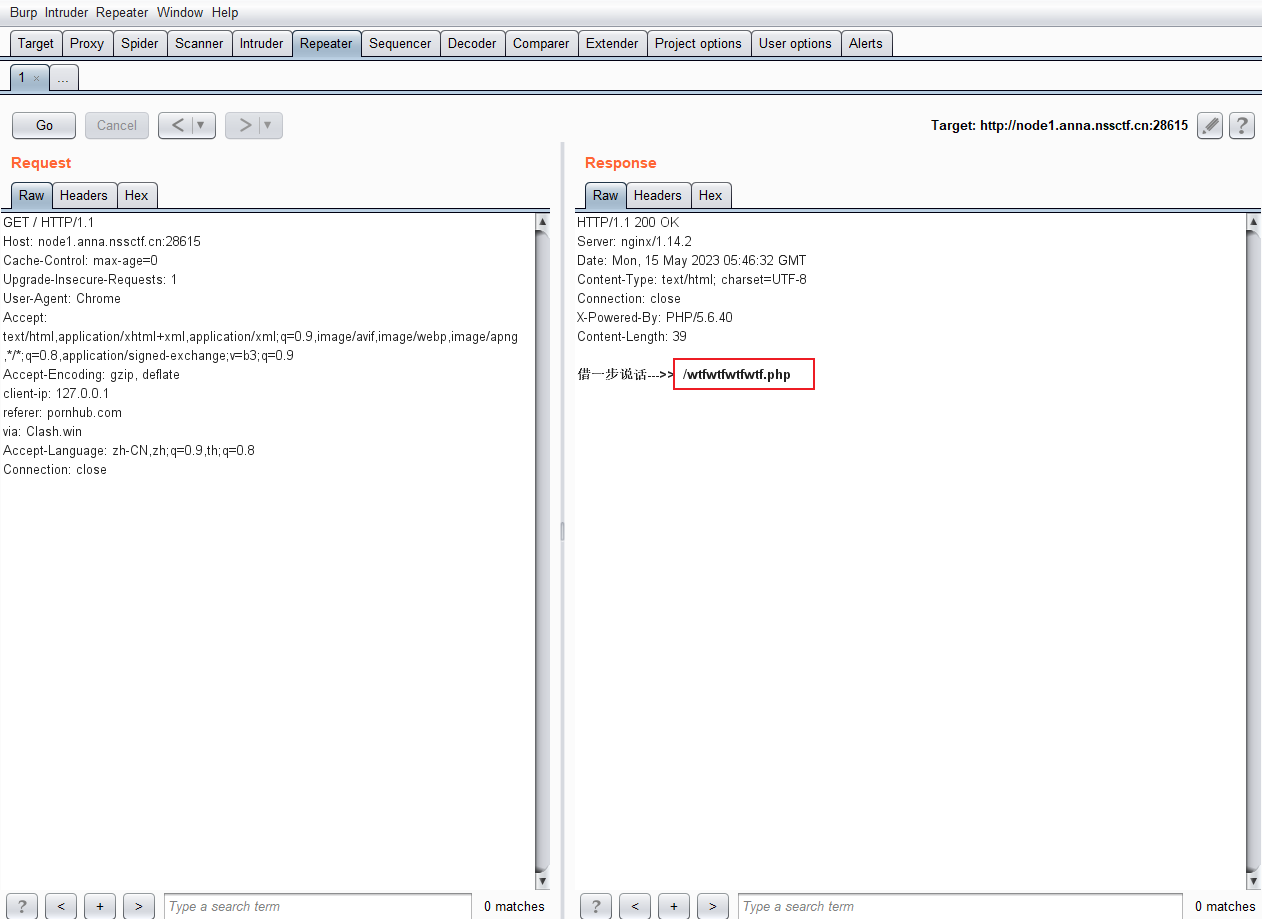 Burp Intruder Repeater Window Help
Target Proxy Spider Scanner Intruder Repeater Sequencer Decoder Comparer Extender Project options User options Alerts
1 × ...
Go Cancel < ▼ > ▼ Target: http://node1.anna.nssctf.cn:28615 ?
Request
Raw Headers Hex
GET / HTTP/1.1
Host: node1.anna.nssctf.cn:28615
Cache-Control: max-age=0
Upgrade-Insecure-Requests: 1
User-Agent: Chrome
Accept:
text/html,application/xhtml+xml,application/xml;q=0.9,image/avif,image/webp,image/apng
,*/*;q=0.8,application/signed-exchange;v=b3;q=0.9
Accept-Encoding: gzip, deflate
client-ip: 127.0.0.1
referer: pornhub.com
via: Clash.win
Accept-Language: zh-CN,zh;q=0.9,th;q=0.8
Connection: close
? < + > Type a search term 0 matches
Response
Raw Headers Hex
HTTP/1.1 200 OK
Server: nginx/1.14.2
Date: Mon, 15 May 2023 05:46:32 GMT
Content-Type: text/html; charset=UTF-8
Connection: close
X-Powered-By: PHP/5.6.40
Content-Length: 39
借一步说话--->> /wtfwtfwtfwtf.php
? < + > Type a search term 0 matches